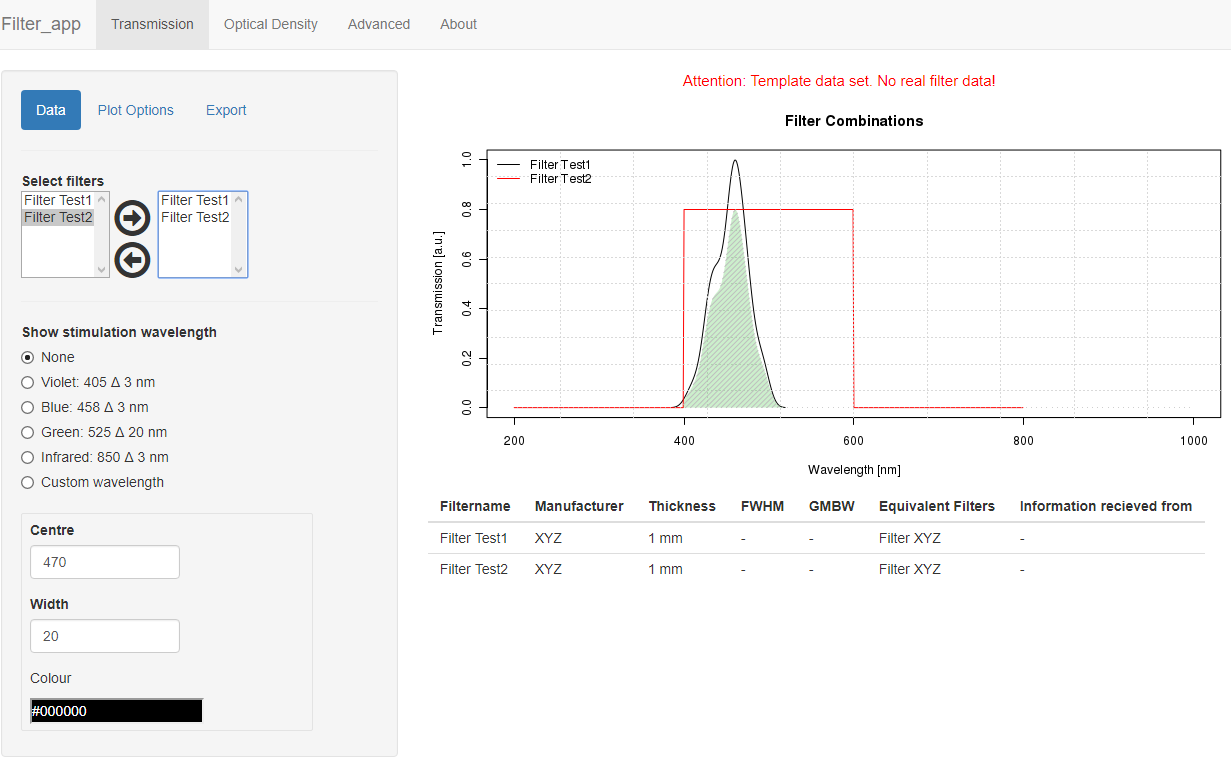 Filter_app Transmission Optical Density Advanced About
Data Plot Options Export
Select filters
Filter Test1
Filter Test2
Filter Test1
Filter Test2
Show stimulation wavelength
None
Violet: 405 Δ 3 nm
Blue: 458 Δ 3 nm
Green: 525 Δ 20 nm
Infrared: 850 Δ 3 nm
Custom wavelength
Centre
470
Width
20
Colour
#000000
Attention: Template data set. No real filter data!
Filter Combinations
Filter Test1
Filter Test2
Transmission [a.u.]
1.0
0.8
0.6
0.4
0.2
0.0
200 400 600 800 1000
Wavelength [nm]
Filtername Manufacturer Thickness FWHM GMBW Equivalent Filters Information recieved from
Filter Test1 XYZ 1 mm - - Filter XYZ -
Filter Test2 XYZ 1 mm - - Filter XYZ -